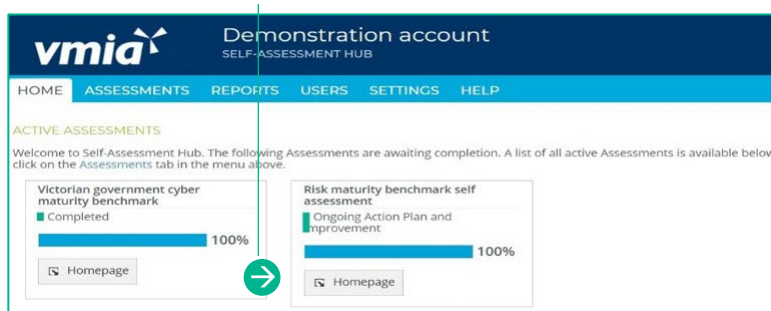 vmia
Demonstration account
SELF-ASSESSMENT HUB
HOME ASSESSMENTS REPORTS USERS SETTINGS HELP
ACTIVE ASSESSMENTS
Welcome to Self-Assessment Hub. The following Assessments are awaiting completion. A list of all active Assessments is available below
click on the Assessments tab in the menu above.
Victorian government cyber
maturity benchmark
Completed
100%
Homepage
Risk maturity benchmark self
assessment
Ongoing Action Plan and
mprovement
100%
Homepage